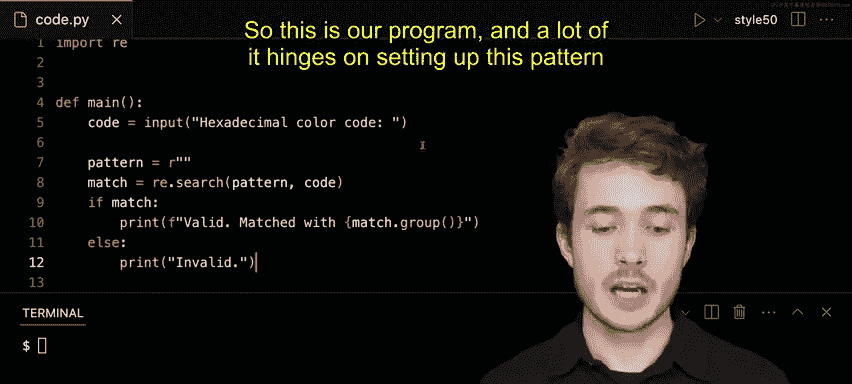 code.py
style50
So this is our program, and a lot of
it hinges on setting up this pattern
1 import re
2
3
4 def main():
5 code = input("Hexadecimal color code: ")
6
7 pattern = r""
8 match = re.search(pattern, code)
9 if match:
10 print(f"Valid. Matched with {match.group()}")
11 else:
12 print("Invalid.")
13
TERMINAL
$